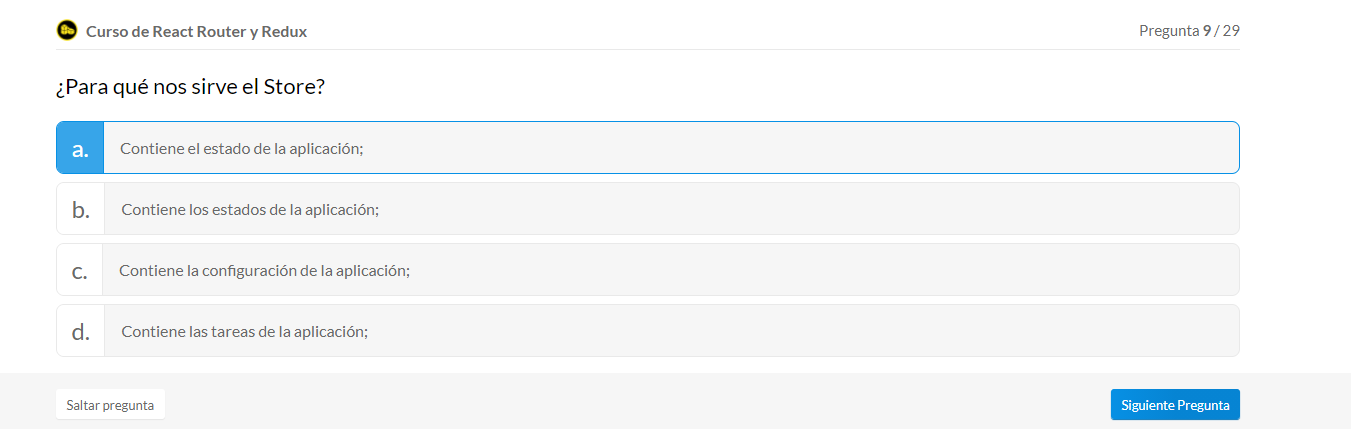 Curso de React Router y Redux
Pregunta 9 / 29
¿Para qué nos sirve el Store?
a. Contiene el estado de la aplicación;
b. Contiene los estados de la aplicación;
c. Contiene la configuración de la aplicación;
d. Contiene las tareas de la aplicación;
Saltar pregunta
Siguiente Pregunta